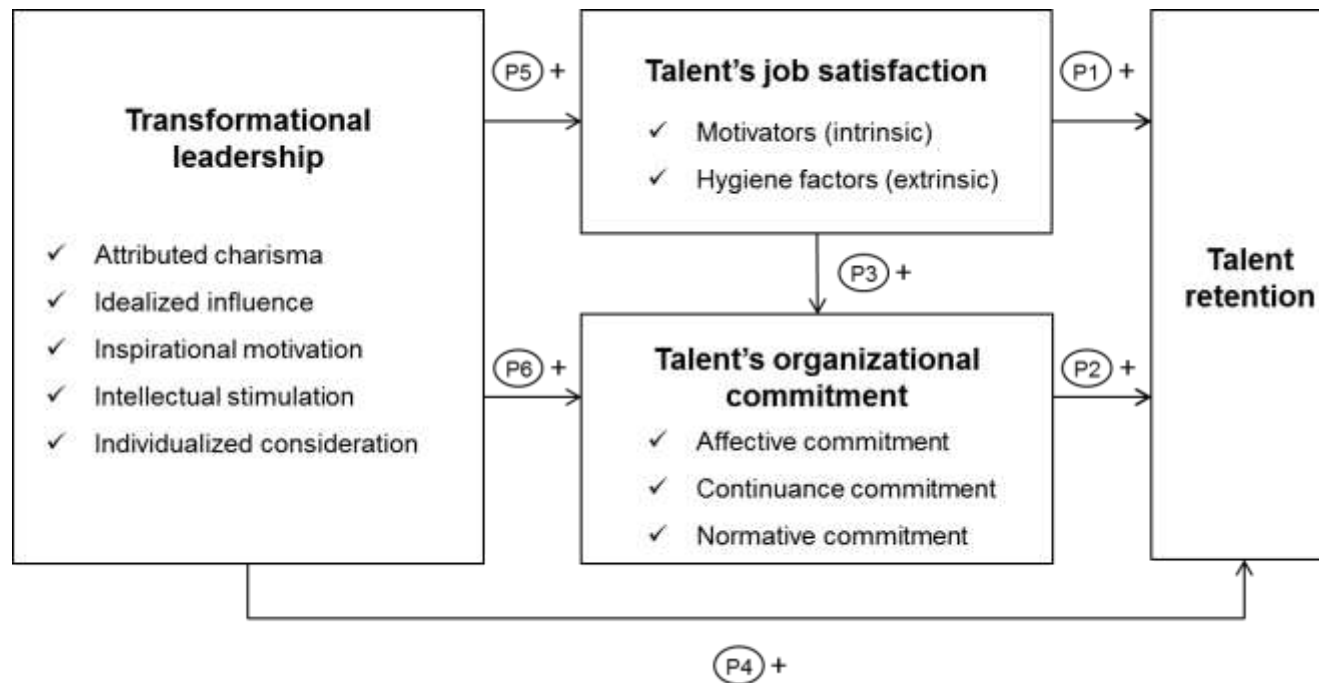 Transformational
leadership
✓ Attributed charisma
✓ Idealized influence
✓ Inspirational motivation
✓ Intellectual stimulation
✓ Individualized consideration
P5 +
P6 +
Talent's job satisfaction
✓ Motivators (intrinsic)
✓ Hygiene factors (extrinsic)
P3 +
Talent's organizational
commitment
✓ Affective commitment
✓ Continuance commitment
✓ Normative commitment
P1 +
P2 +
Talent
retention
P4 +